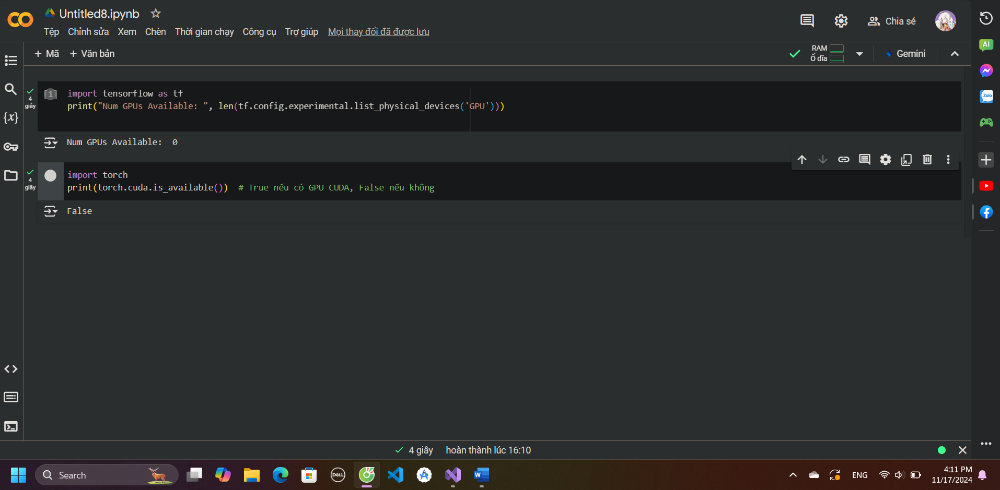 Untitled8.ipynb
Tệp Chỉnh sửa Xem Chèn Thời gian chạy Công cụ Trợ giúp Mọi thay đổi đã được lưu
Chia sẻ
+ Mã + Văn bản
RAM
Ổ đĩa
Gemini
4
giây
[1]
import tensorflow as tf
print("Num GPUs Available: ", len(tf.config.experimental.list_physical_devices('GPU')))
Num GPUs Available:  0
4
giây
import torch
print(torch.cuda.is_available())  # True nếu có GPU CUDA, False nếu không
False
{x}
AI
Zalo
4 giây hoàn thành lúc 16:10
Search
DELL
W
ENG
4:11 PM
11/17/2024